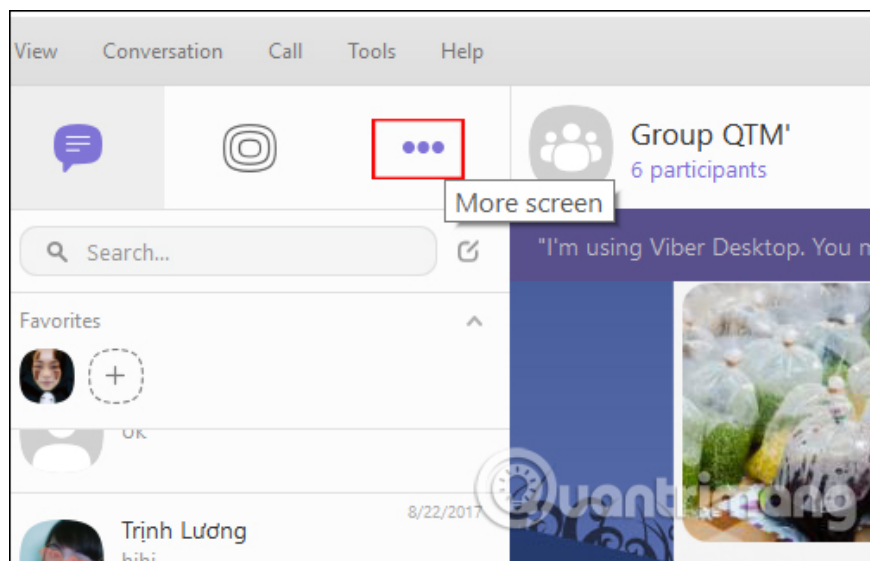 View Conversation Call Tools Help
Group QTM'
6 participants
More screen
Search...
"I'm using Viber Desktop. You m
Favorites
OK
8/22/2017
Trịnh Lương
hihi
Quantrimang